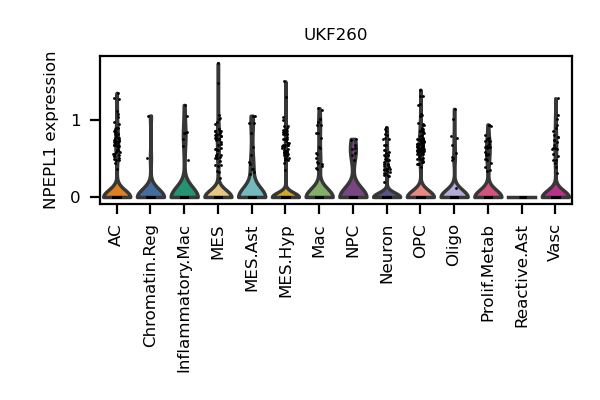 UKF260
NPEPL1 expression
1
0
AC
Chromatin.Reg
Inflammatory.Mac
MES
MES.Ast
MES.Hyp
Mac
NPC
Neuron
OPC
Oligo
Prolif.Metab
Reactive.Ast
Vasc